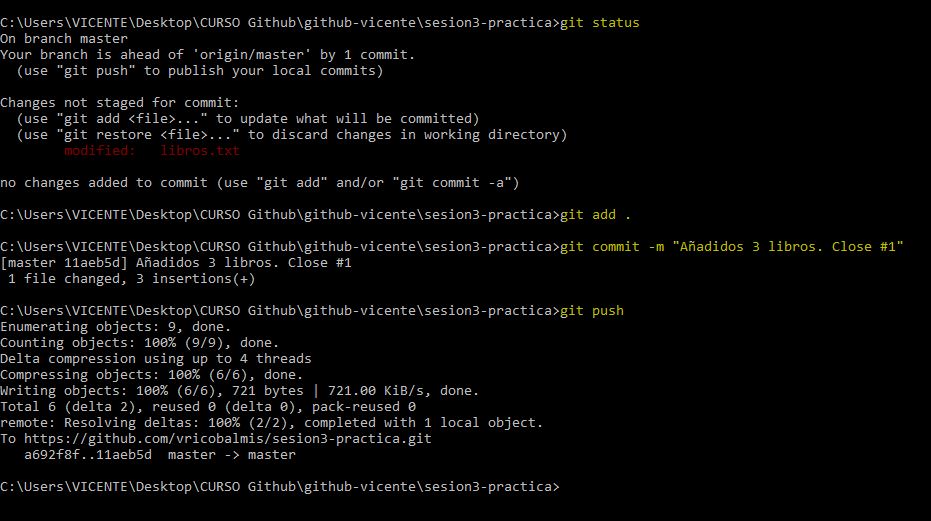 C:\Users\VICENTE\Desktop\CURSO Github\github-vicente\sesion3-practica>git status
On branch master
Your branch is ahead of 'origin/master' by 1 commit.
  (use "git push" to publish your local commits)

Changes not staged for commit:
  (use "git add <file>..." to update what will be committed)
  (use "git restore <file>..." to discard changes in working directory)
        modified:   libros.txt

no changes added to commit (use "git add" and/or "git commit -a")

C:\Users\VICENTE\Desktop\CURSO Github\github-vicente\sesion3-practica>git add .

C:\Users\VICENTE\Desktop\CURSO Github\github-vicente\sesion3-practica>git commit -m "Añadidos 3 libros. Close #1"
[master 11aeb5d] Añadidos 3 libros. Close #1
 1 file changed, 3 insertions(+)

C:\Users\VICENTE\Desktop\CURSO Github\github-vicente\sesion3-practica>git push
Enumerating objects: 9, done.
Counting objects: 100% (9/9), done.
Delta compression using up to 4 threads
Compressing objects: 100% (6/6), done.
Writing objects: 100% (6/6), 721 bytes | 721.00 KiB/s, done.
Total 6 (delta 2), reused 0 (delta 0), pack-reused 0
remote: Resolving deltas: 100% (2/2), completed with 1 local object.
To https://github.com/vricobalmis/sesion3-practica.git
   a692f8f..11aeb5d  master -> master

C:\Users\VICENTE\Desktop\CURSO Github\github-vicente\sesion3-practica>